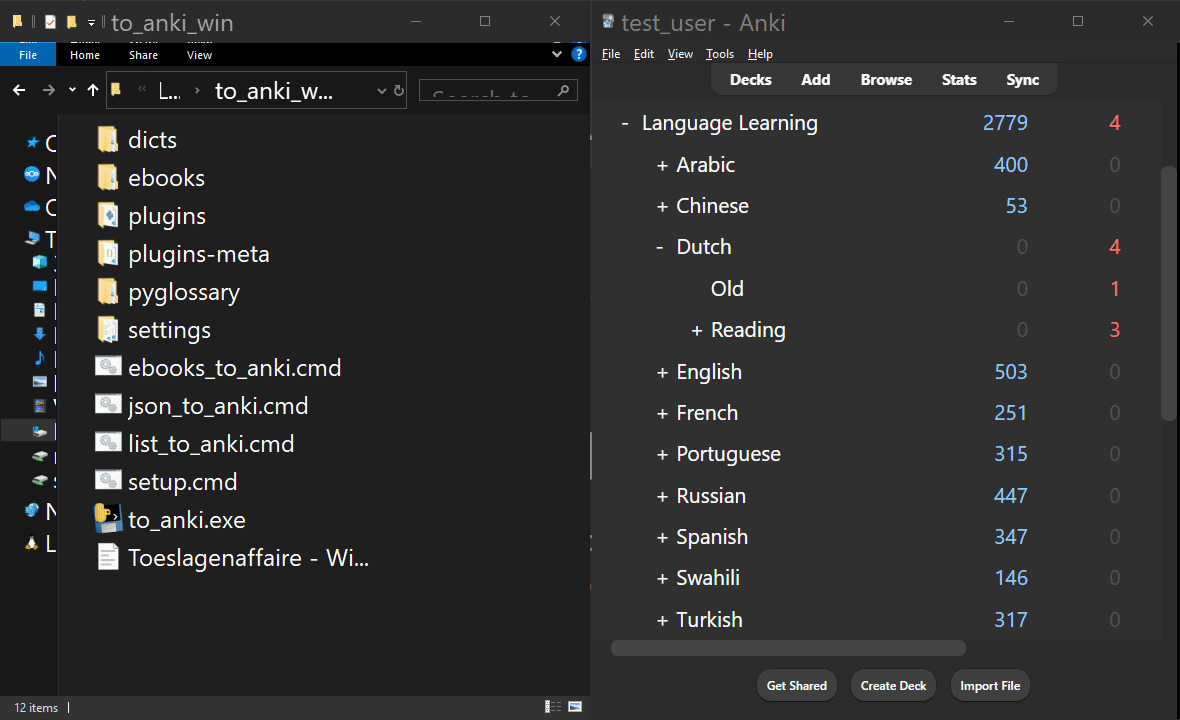 to_anki_win
File Home Share View
L... to_anki_w...
dicts
ebooks
plugins
plugins-meta
pyglossary
settings
ebooks_to_anki.cmd
json_to_anki.cmd
list_to_anki.cmd
setup.cmd
to_anki.exe
Toeslagenaffaire - Wi...
12 items
test_user - Anki
File Edit View Tools Help
Decks Add Browse Stats Sync
- Language Learning 2779 4
+ Arabic 400 0
+ Chinese 53 0
- Dutch 0 4
Old 0 1
+ Reading 0 3
+ English 503 0
+ French 251 0
+ Portuguese 315 0
+ Russian 447 0
+ Spanish 347 0
+ Swahili 146 0
+ Turkish 317 0
Get Shared Create Deck Import File